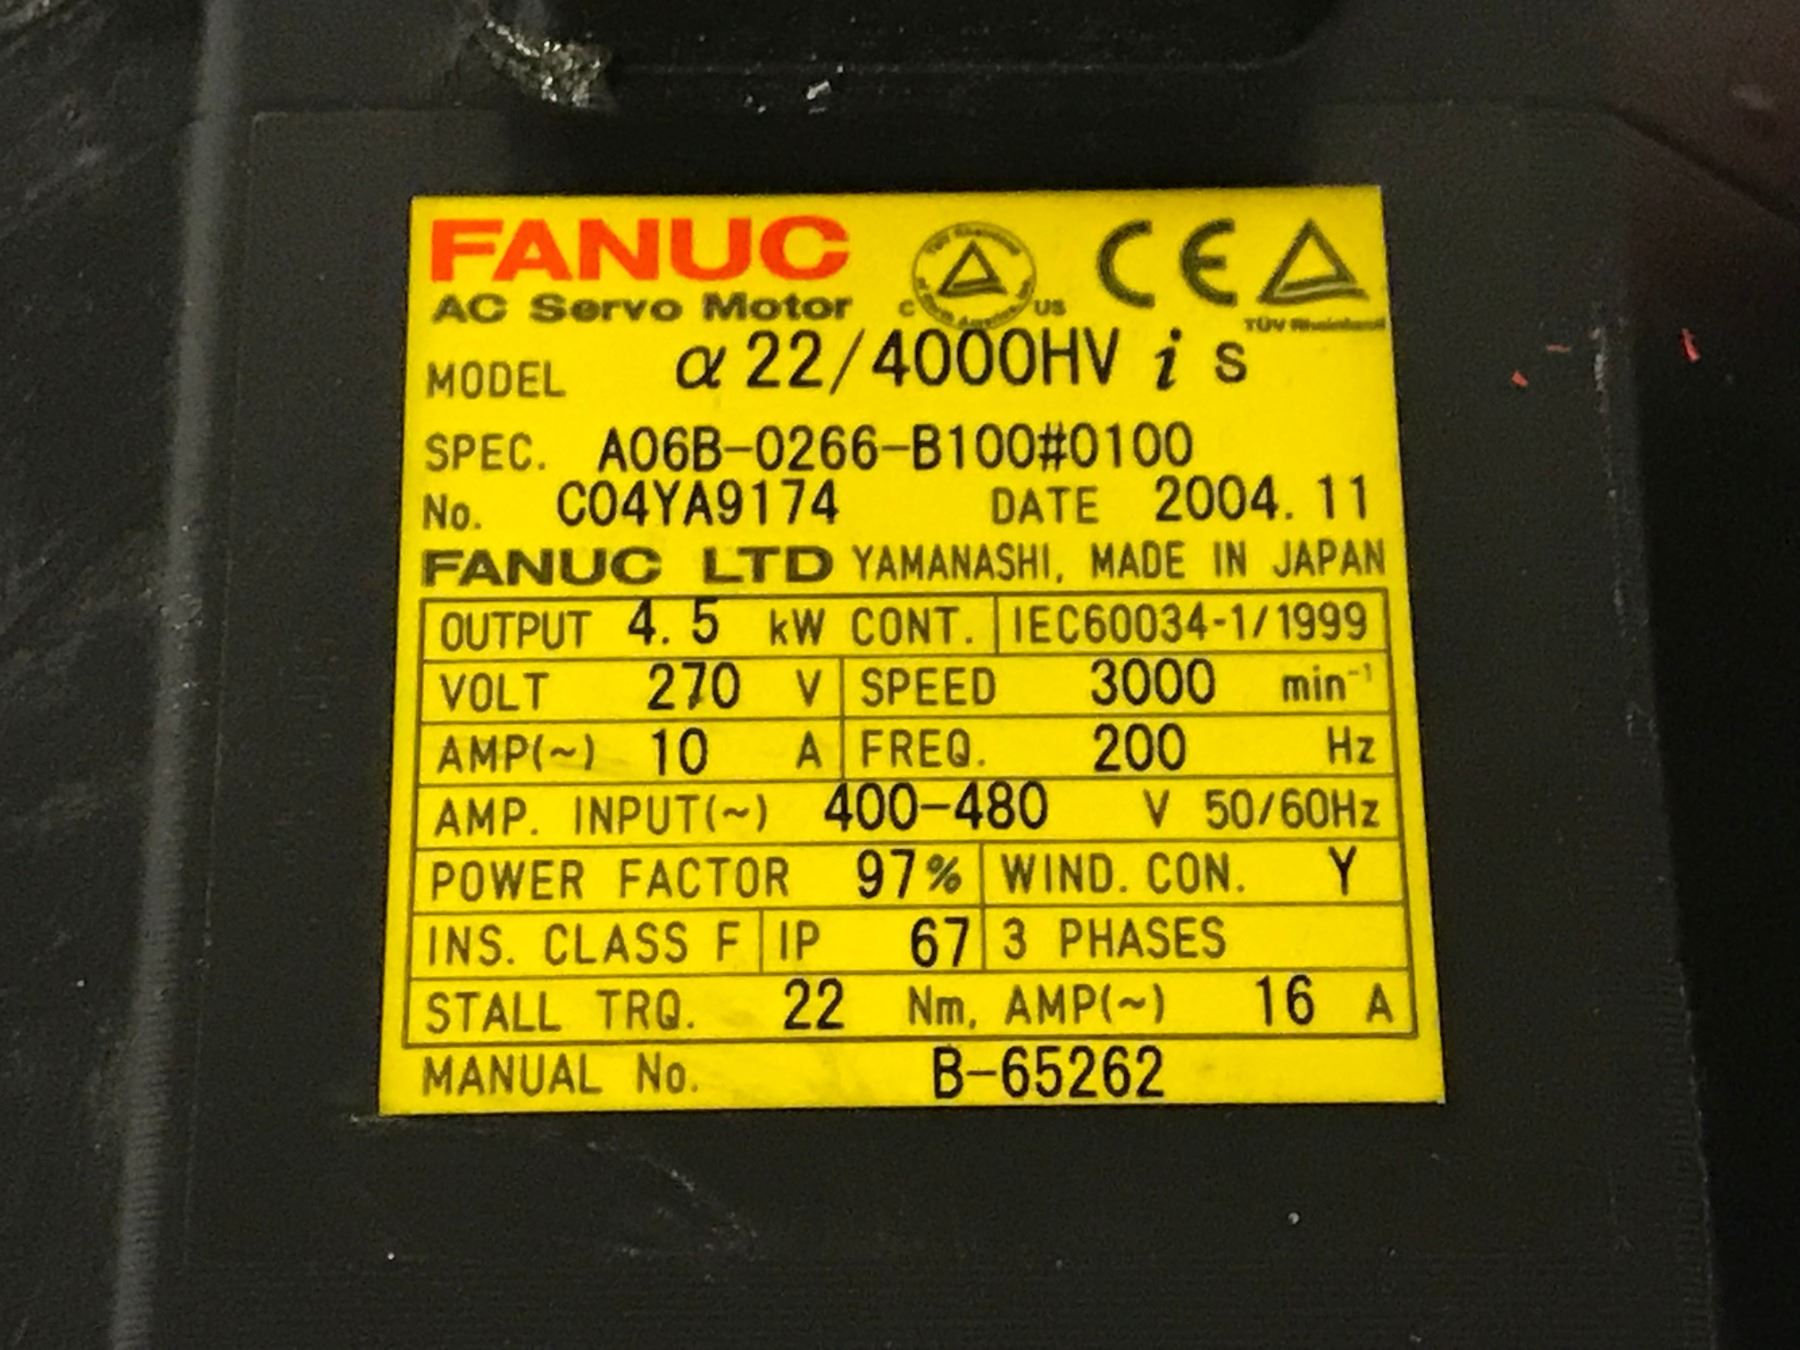 FANUC
AC Servo Motor
C US
CE
TÜV Rheinland
MODEL α22/4000HV i s
SPEC. A06B-0266-B100#0100
No. C04YA9174 DATE 2004.11
FANUC LTD YAMANASHI, MADE IN JAPAN
OUTPUT 4.5 kW CONT. IEC60034-1/1999
VOLT 270 V SPEED 3000 min⁻¹
AMP(~) 10 A FREQ. 200 Hz
AMP. INPUT(~) 400-480 V 50/60Hz
POWER FACTOR 97% WIND. CON. Y
INS. CLASS F IP 67 3 PHASES
STALL TRQ. 22 Nm, AMP(~) 16 A
MANUAL No. B-65262